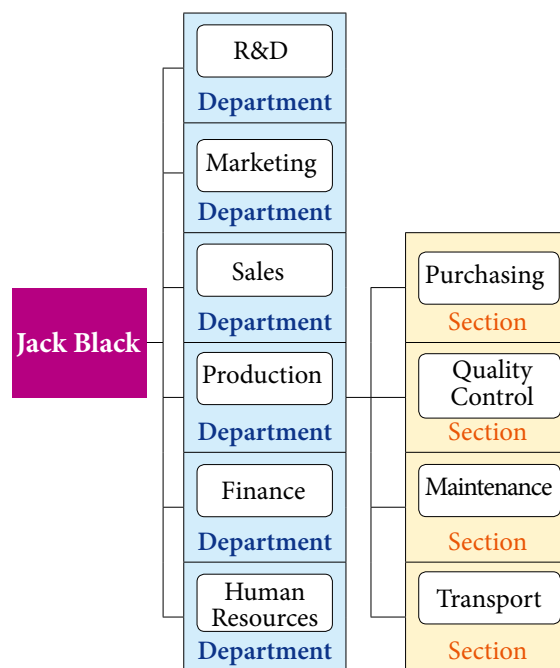 R&D
Department
Marketing
Department
Sales
Department
Jack Black
Production
Department
Finance
Department
Human
Resources
Department
Purchasing
Section
Quality
Control
Section
Maintenance
Section
Transport
Section